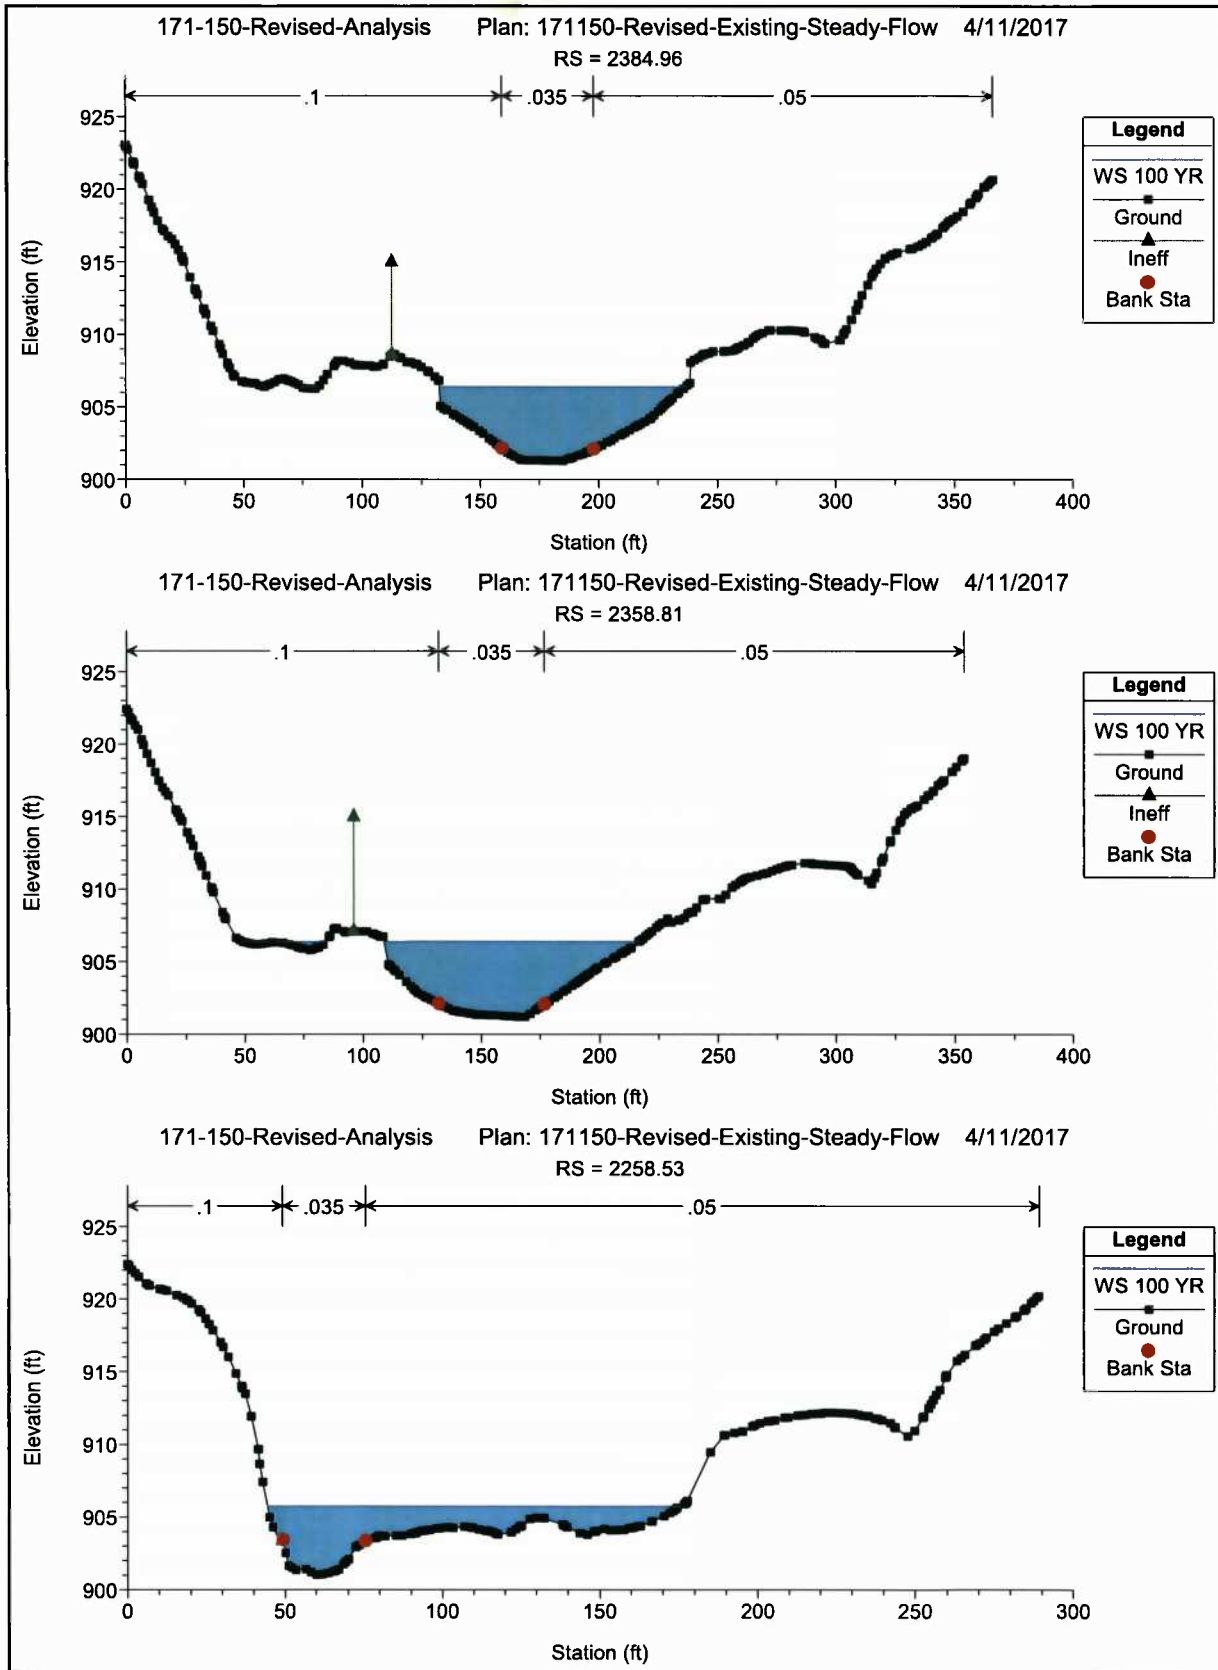 171-150-Revised-Analysis Plan: 171150-Revised-Existing-Steady-Flow 4/11/2017
RS = 2384.96
.1 .035 .05
925
920
915
910
905
900
Elevation (ft)
0 50 100 150 200 250 300 350 400
Station (ft)
Legend
WS 100 YR
Ground
Ineff
Bank Sta
171-150-Revised-Analysis Plan: 171150-Revised-Existing-Steady-Flow 4/11/2017
RS = 2358.81
.1 .035 .05
925
920
915
910
905
900
Elevation (ft)
0 50 100 150 200 250 300 350 400
Station (ft)
Legend
WS 100 YR
Ground
Ineff
Bank Sta
171-150-Revised-Analysis Plan: 171150-Revised-Existing-Steady-Flow 4/11/2017
RS = 2258.53
.1 .035 .05
925
920
915
910
905
900
Elevation (ft)
0 50 100 150 200 250 300
Station (ft)
Legend
WS 100 YR
Ground
Bank Sta